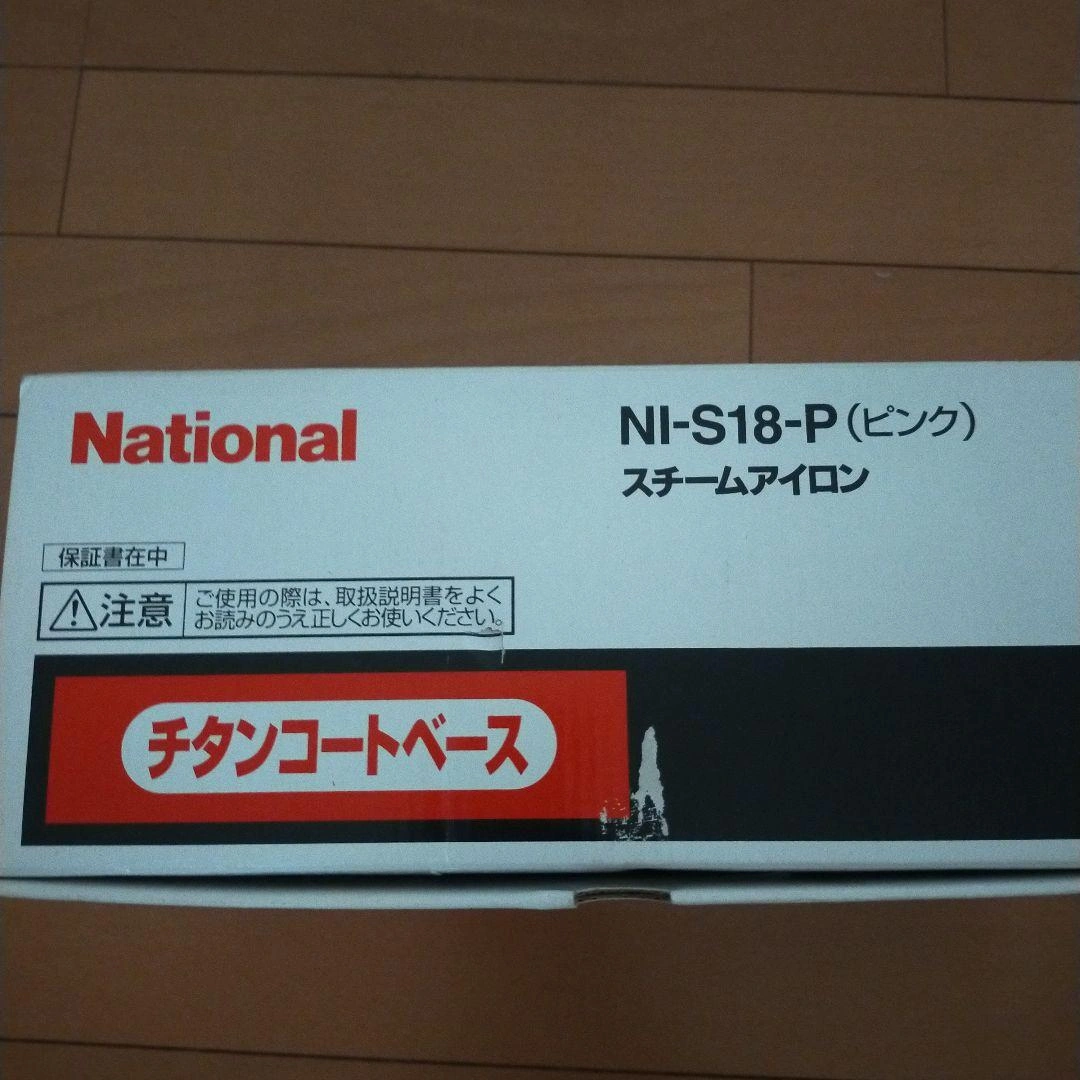 National
NI-S18-P(ピンク)
スチームアイロン
保証書在中
注意
ご使用の際は、取扱説明書をよく
お読みのうえ正しくお使いください。
チタンコートベース